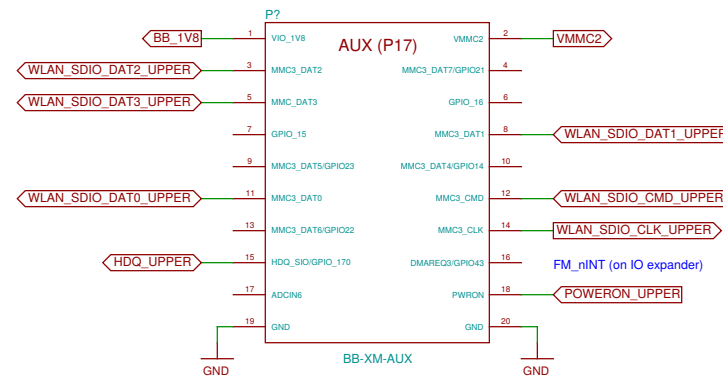 P?
AUX (P17)
BB_1V8 1 VIO_1V8 VMMC2 2 VMMC2
WLAN_SDIO_DAT2_UPPER 3 MMC3_DAT2 MMC3_DAT7/GPIO21 4
WLAN_SDIO_DAT3_UPPER 5 MMC_DAT3 GPIO_16 6
7 GPIO_15 MMC3_DAT1 8 WLAN_SDIO_DAT1_UPPER
9 MMC3_DAT5/GPIO23 MMC3_DAT4/GPIO14 10
WLAN_SDIO_DAT0_UPPER 11 MMC3_DAT0 MMC3_CMD 12 WLAN_SDIO_CMD_UPPER
13 MMC3_DAT6/GPIO22 MMC3_CLK 14 WLAN_SDIO_CLK_UPPER
HDQ_UPPER 15 HDQ_SIO/GPIO_170 DMAREQ3/GPIO43 16 FM_nINT (on IO expander)
17 ADCIN6 PWRON 18 POWERON_UPPER
19 GND GND 20
GND BB-XM-AUX GND